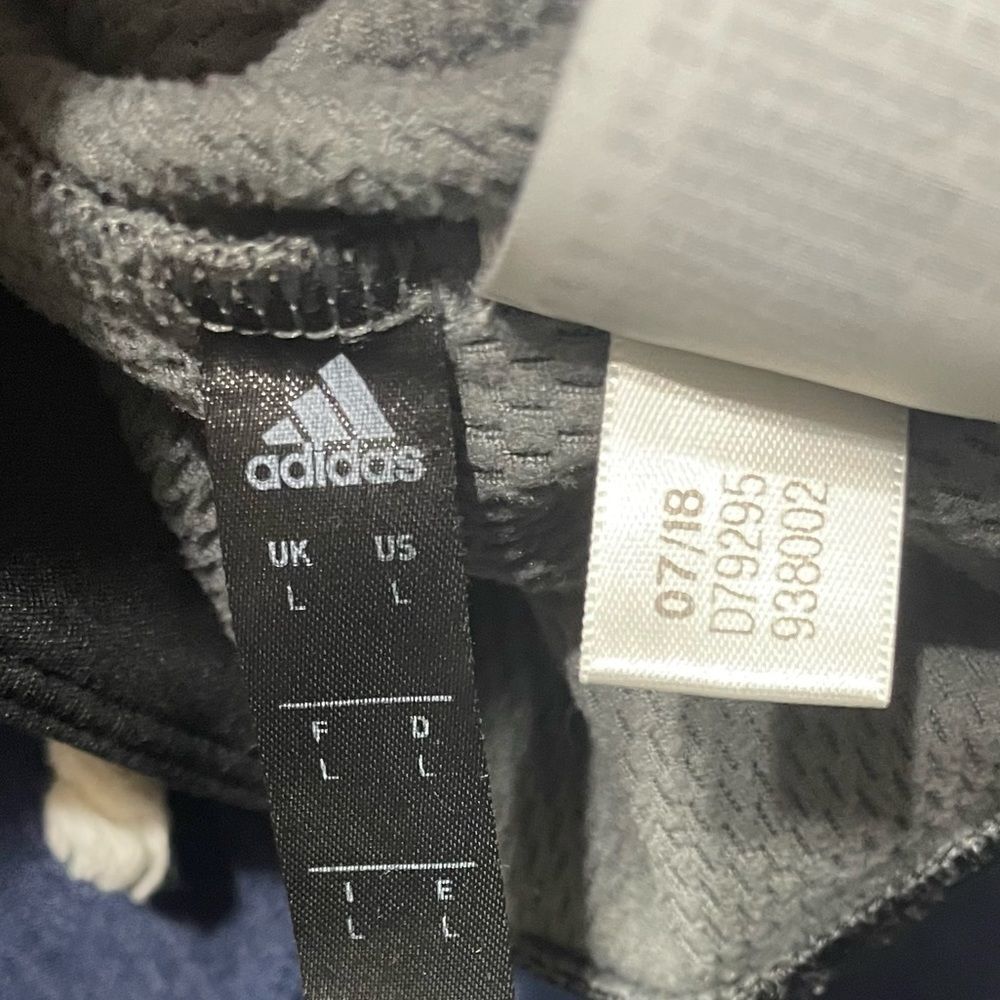 adidas
UK US
L L
F D
L L
I E
L L
07/18
D79295
938002